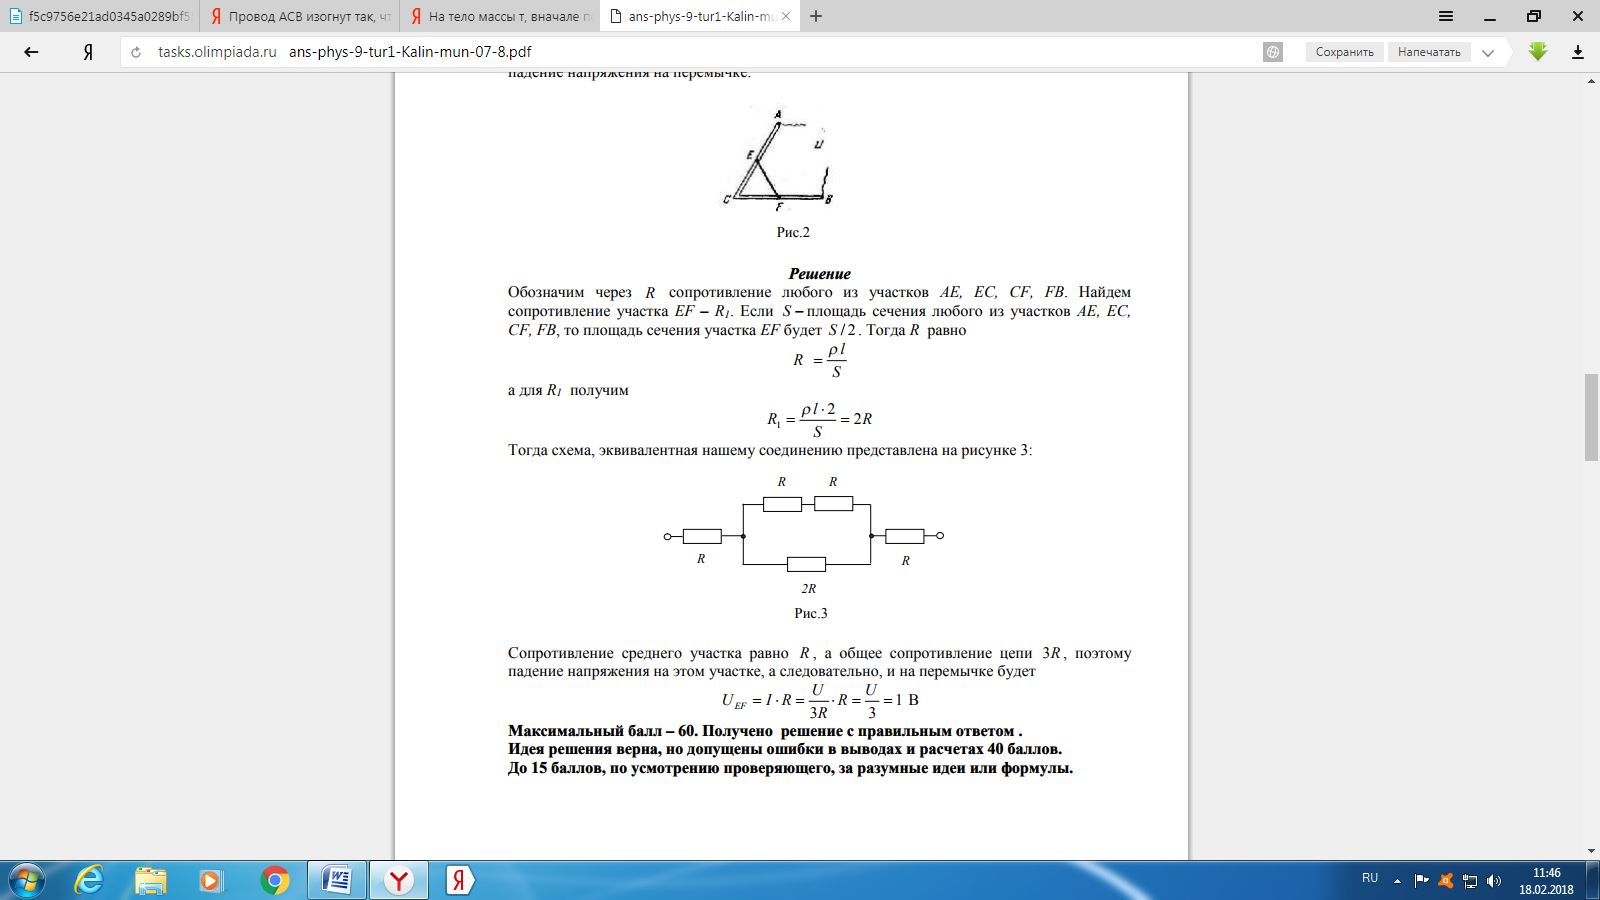 f5c9756e21ad0345a0289bf5
Провод АСВ изогнут так, чт
На тело массы т, вначале п
ans-phys-9-tur1-Kalin-mu
tasks.olimpiada.ru ans-phys-9-tur1-Kalin-mun-07-8.pdf
Сохранить Напечатать
падение напряжения на перемычке.
A
U
E
C F B
Рис.2
Решение
Обозначим через R сопротивление любого из участков AE, EC, CF, FB. Найдем
сопротивление участка EF – R₁. Если S – площадь сечения любого из участков AE, EC,
CF, FB, то площадь сечения участка EF будет S / 2 . Тогда R равно
R = ρ l / S
а для R₁ получим
R₁ = ρ l · 2 / S = 2R
Тогда схема, эквивалентная нашему соединению представлена на рисунке 3:
R R
R R
2R
Рис.3
Сопротивление среднего участка равно R , а общее сопротивление цепи 3R , поэтому
падение напряжения на этом участке, а следовательно, и на перемычке будет
U_EF = I · R = U / 3R · R = U / 3 = 1 В
Максимальный балл – 60. Получено решение с правильным ответом .
Идея решения верна, но допущены ошибки в выводах и расчетах 40 баллов.
До 15 баллов, по усмотрению проверяющего, за разумные идеи или формулы.
RU
11:46
18.02.2018